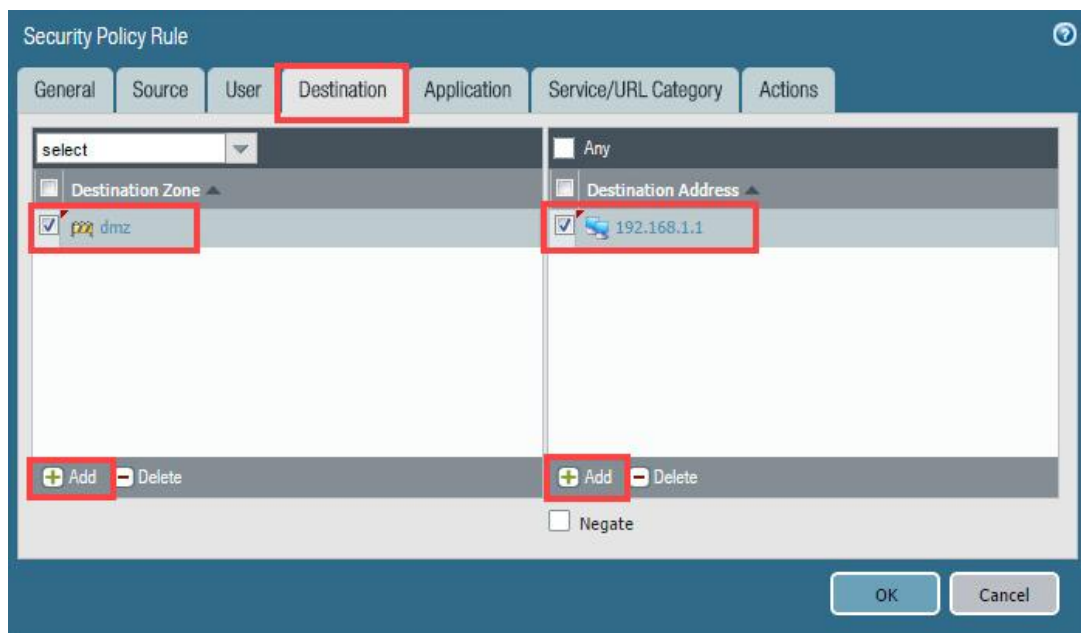 Security Policy Rule
General Source User Destination Application Service/URL Category Actions
select Any
Destination Zone Destination Address
dmz 192.168.1.1
Add Delete Add Delete
Negate
OK Cancel